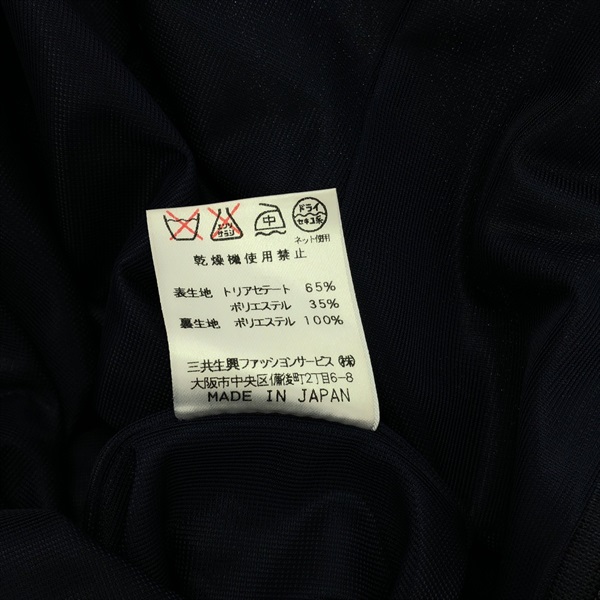 エンソ サラシ
中
ドライ セキユ系
ネット使用
乾燥機使用禁止
表生地 トリアセテート 65%
ポリエステル 35%
裏生地 ポリエステル 100%
三共生興ファッションサービス(株)
大阪市中央区備後町2丁目6-8
MADE IN JAPAN